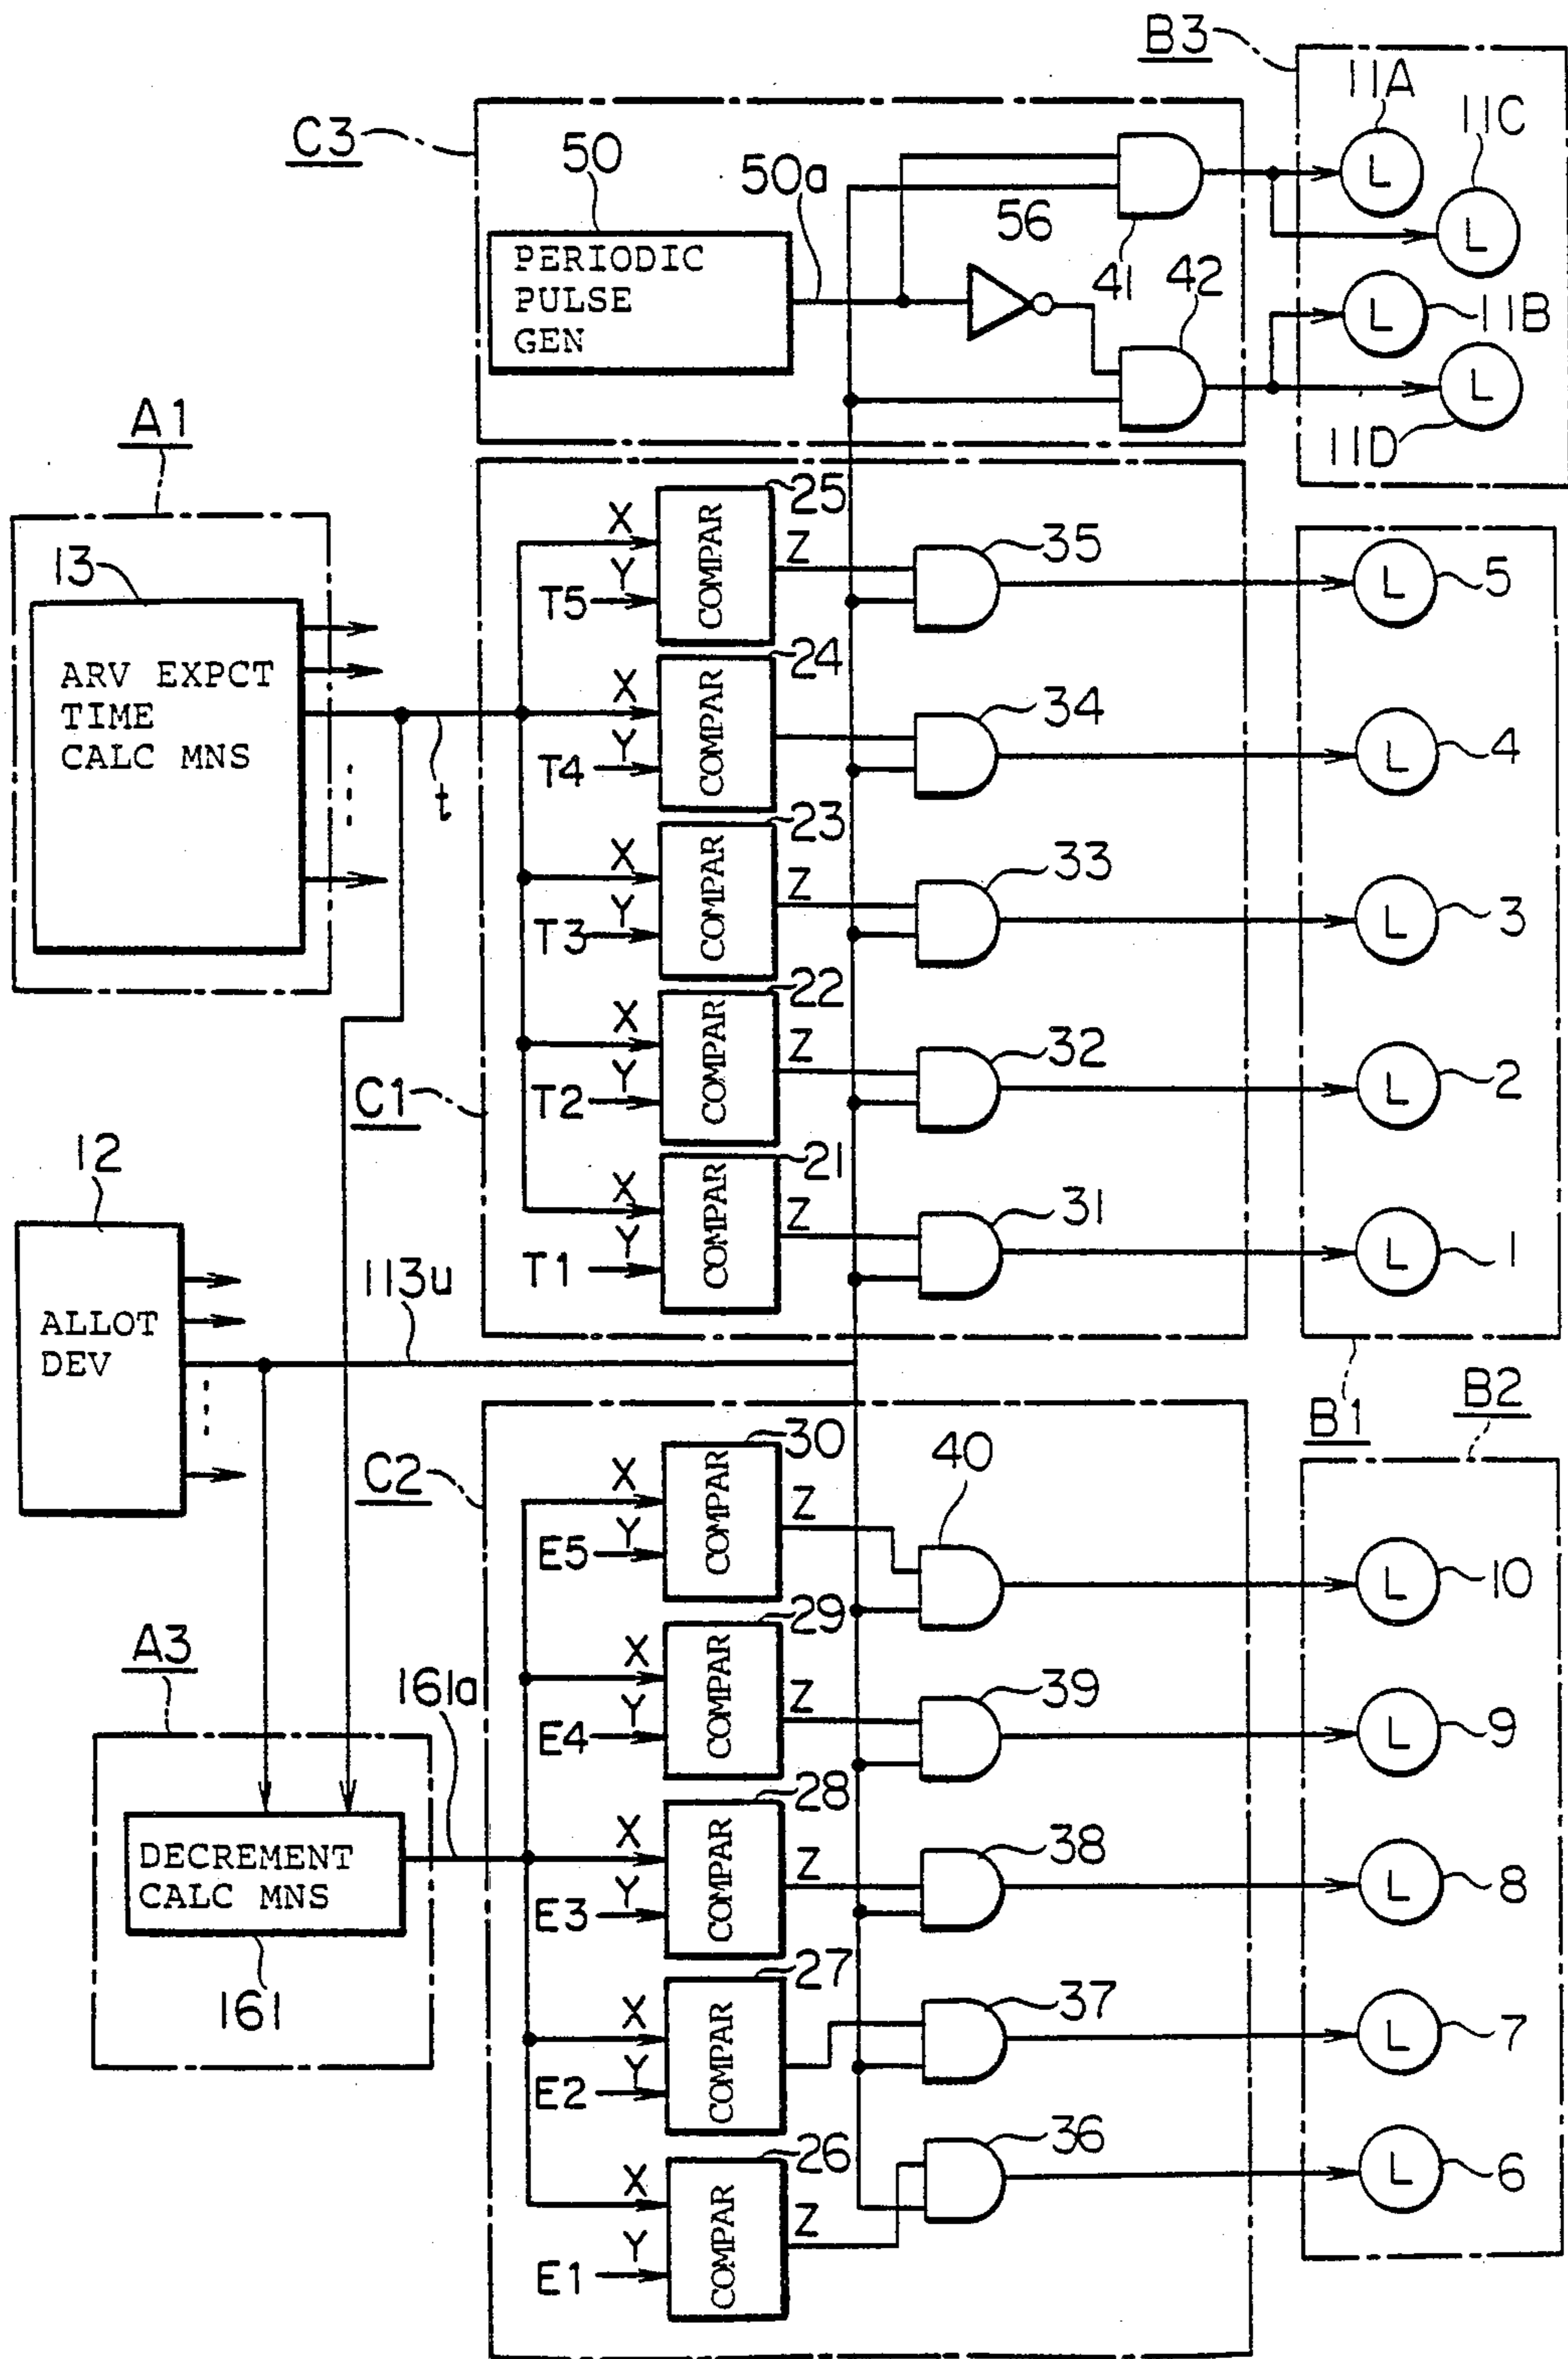 B3
11A
11C
C3
50
50a
56
L
L
PERIODIC
PULSE
GEN
41
42
L
11B
L
11D
A1
13
ARV EXPCT
TIME
CALC MNS
t
25
X
Y
T5
COMPAR
Z
35
L
5
24
X
Y
T4
COMPAR
34
L
4
23
X
Y
T3
COMPAR
Z
33
L
3
22
X
Y
T2
COMPAR
Z
32
L
2
C1
21
X
Y
T1
COMPAR
Z
31
L
1
12
ALLOT
DEV
113u
B1
B2
C2
30
X
Y
E5
COMPAR
Z
40
L
10
29
X
Y
E4
COMPAR
Z
39
L
9
A3
161a
28
X
Y
E3
COMPAR
Z
38
L
8
DECREMENT
CALC MNS
161
27
X
Y
E2
COMPAR
37
L
7
26
X
Y
E1
COMPAR
Z
36
L
6